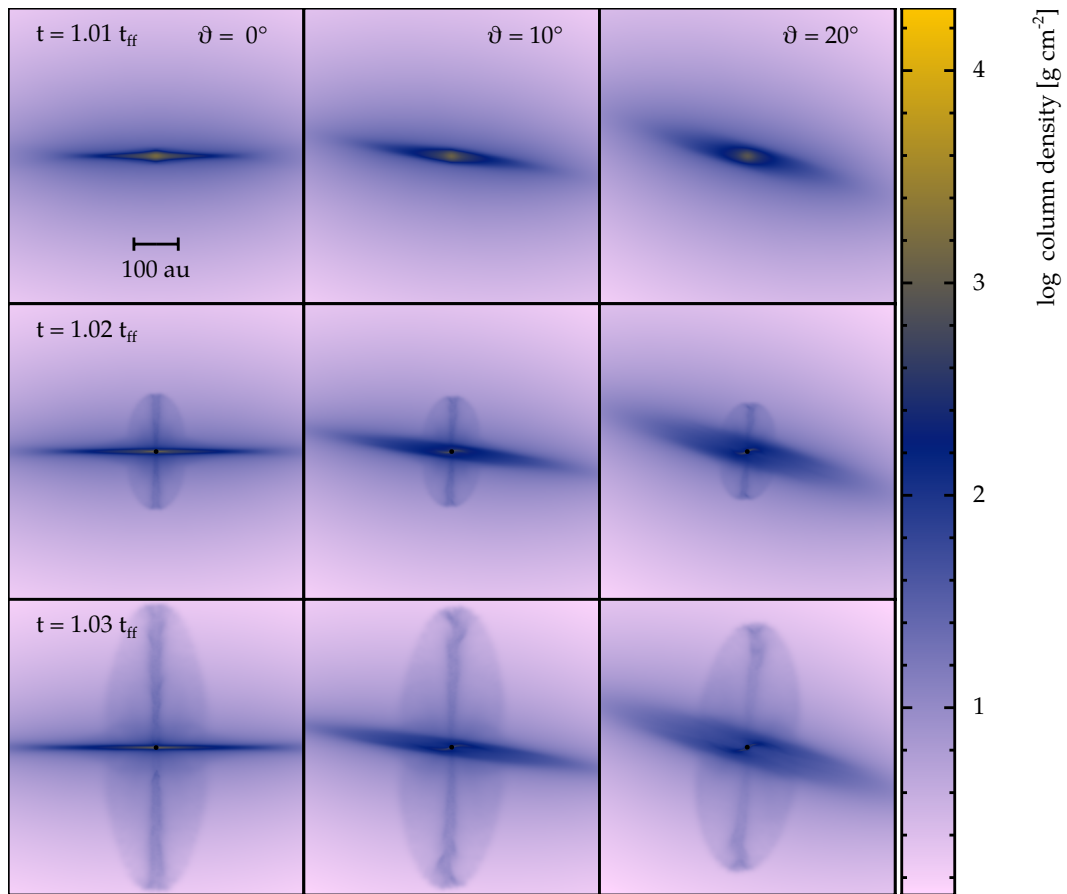 t = 1.01 t_ff
ϑ = 0°
ϑ = 10°
ϑ = 20°
100 au
t = 1.02 t_ff
t = 1.03 t_ff
4
3
2
1
log column density [g cm⁻²]